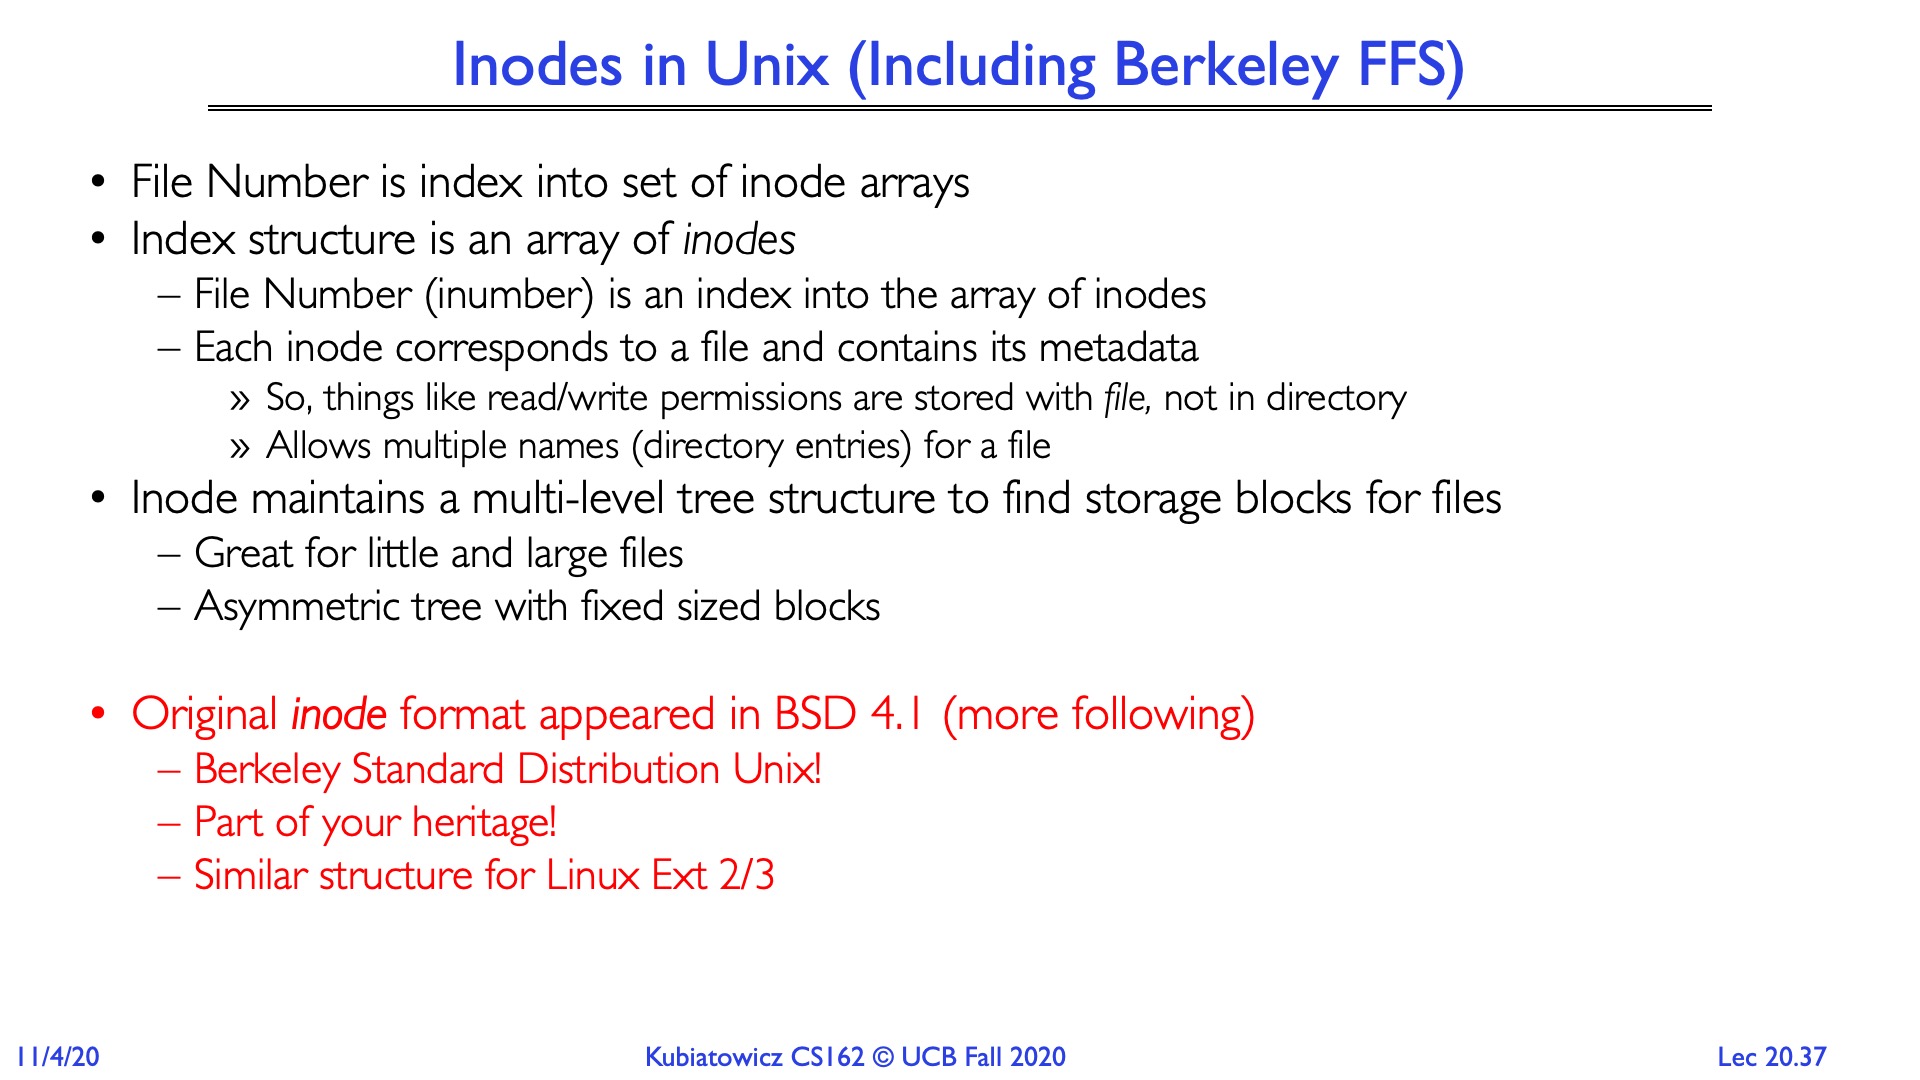 Inodes in Unix (Including Berkeley FFS)
• File Number is index into set of inode arrays
• Index structure is an array of inodes
– File Number (inumber) is an index into the array of inodes
– Each inode corresponds to a file and contains its metadata
» So, things like read/write permissions are stored with file, not in directory
» Allows multiple names (directory entries) for a file
• Inode maintains a multi-level tree structure to find storage blocks for files
– Great for little and large files
– Asymmetric tree with fixed sized blocks
• Original inode format appeared in BSD 4.1 (more following)
– Berkeley Standard Distribution Unix!
– Part of your heritage!
– Similar structure for Linux Ext 2/3
11/4/20
Kubiatowicz CS162 © UCB Fall 2020
Lec 20.37